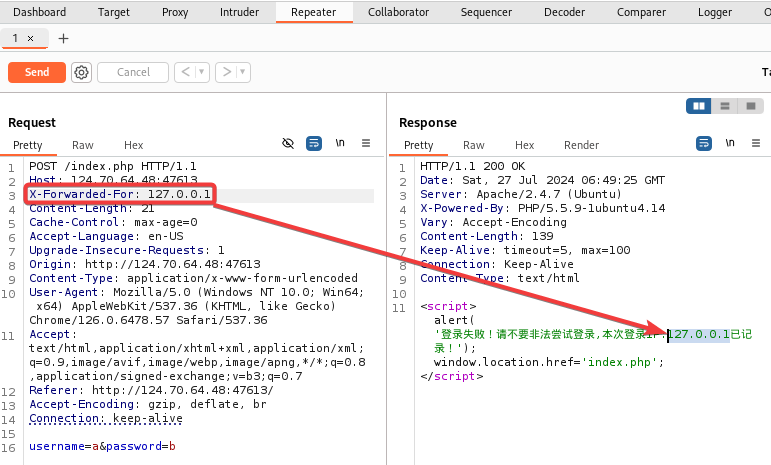 Dashboard Target Proxy Intruder Repeater Collaborator Sequencer Decoder Comparer Logger O
1 × +
Send Cancel < >
Ta
Request
Pretty Raw Hex \n
1 POST /index.php HTTP/1.1
2 Host: 124.70.64.48:47613
3 X-Forwarded-For: 127.0.0.1
4 Content-Length: 21
5 Cache-Control: max-age=0
6 Accept-Language: en-US
7 Upgrade-Insecure-Requests: 1
8 Origin: http://124.70.64.48:47613
9 Content-Type: application/x-www-form-urlencoded
10 User-Agent: Mozilla/5.0 (Windows NT 10.0; Win64;
x64) AppleWebKit/537.36 (KHTML, like Gecko)
Chrome/126.0.6478.57 Safari/537.36
11 Accept:
text/html,application/xhtml+xml,application/xml;
q=0.9,image/avif,image/webp,image/apng,*/*;q=0.8
,application/signed-exchange;v=b3;q=0.7
12 Referer: http://124.70.64.48:47613/
13 Accept-Encoding: gzip, deflate, br
14 Connection: keep-alive
15
16 username=a&password=b
Response
Pretty Raw Hex Render \n
1 HTTP/1.1 200 OK
2 Date: Sat, 27 Jul 2024 06:49:25 GMT
3 Server: Apache/2.4.7 (Ubuntu)
4 X-Powered-By: PHP/5.5.9-1ubuntu4.14
5 Vary: Accept-Encoding
6 Content-Length: 139
7 Keep-Alive: timeout=5, max=100
8 Connection: Keep-Alive
9 Content-Type: text/html
10
11 <script>
alert(
'登录失败！请不要非法尝试登录,本次登录IP:127.0.0.1已记
录！');
window.location.href='index.php';
</script>